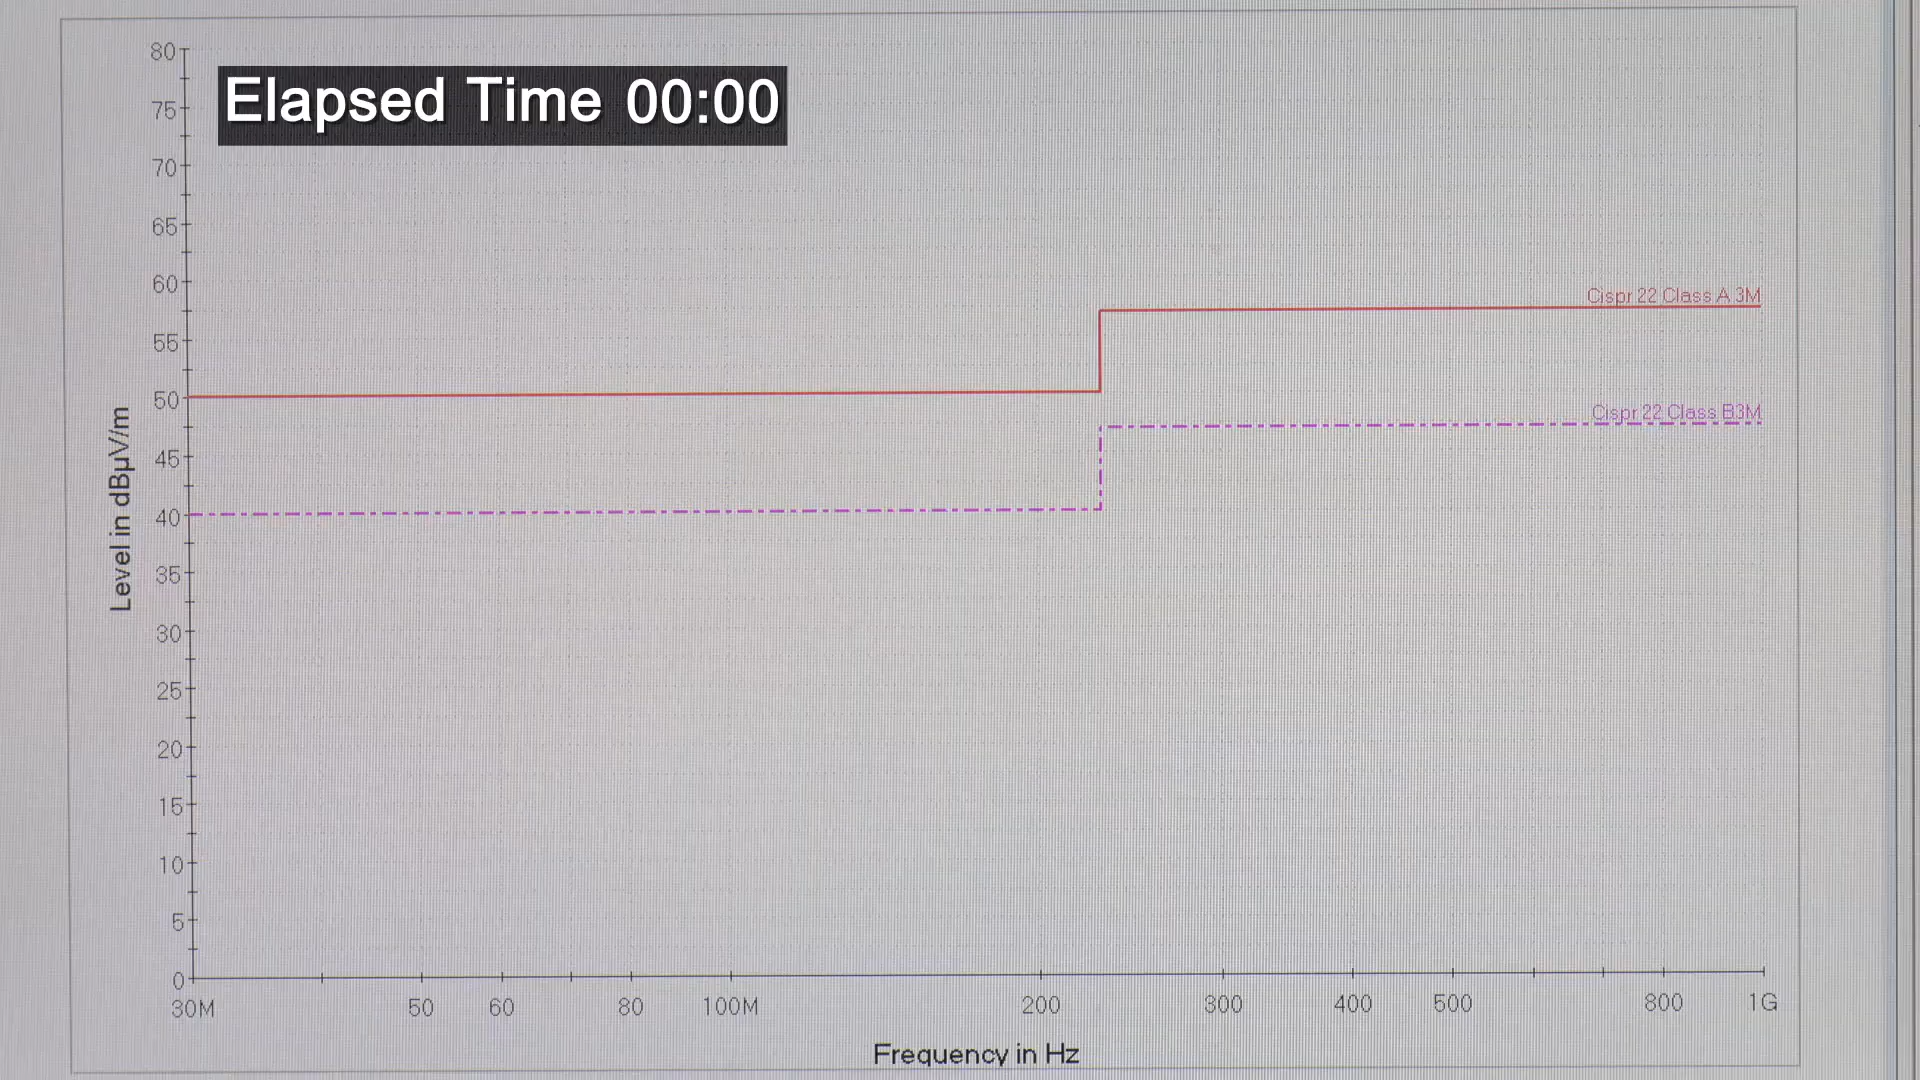 Elapsed Time 00:00
80
75
70
65
60
55
50
45
40
35
30
25
20
15
10
5
0
Level in dBµV/m
Cispr 22 Class A 3M
Cispr 22 Class B3M
30M 50 60 80 100M 200 300 400 500 800 1G
Frequency in Hz